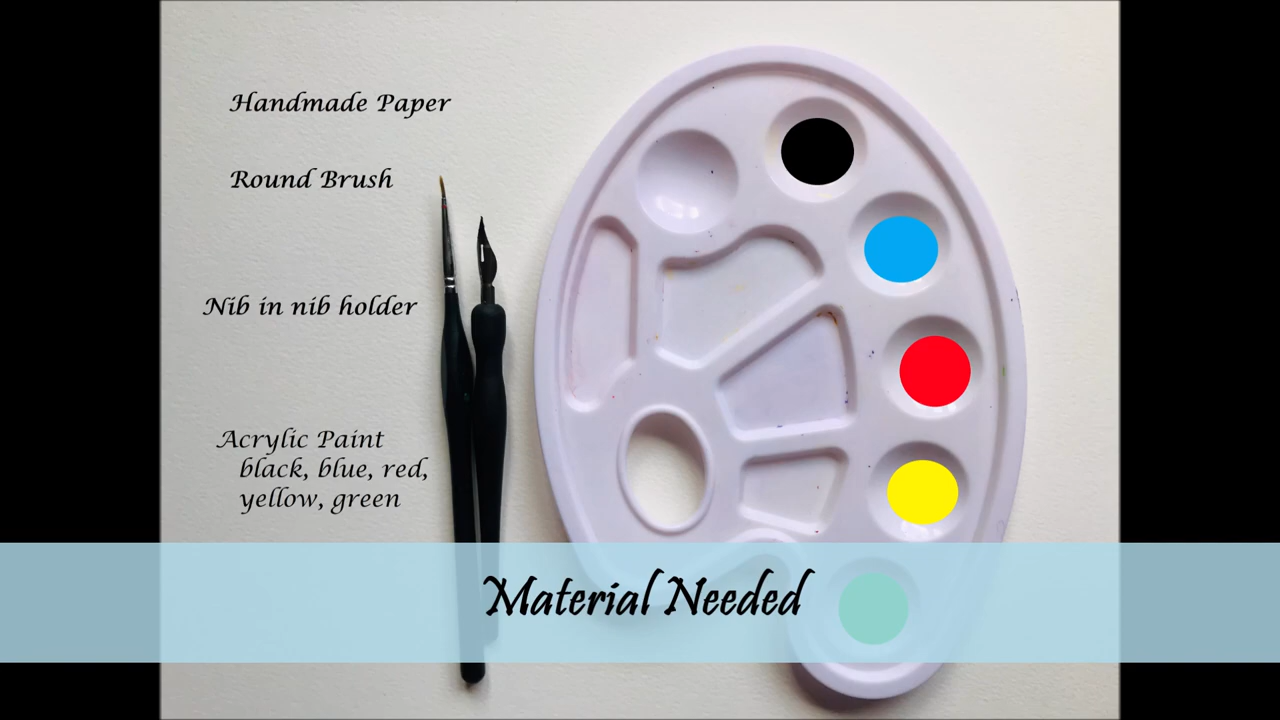 Handmade Paper
Round Brush
Nib in nib holder
Acrylic Paint
black, blue, red,
yellow, green
Material Needed